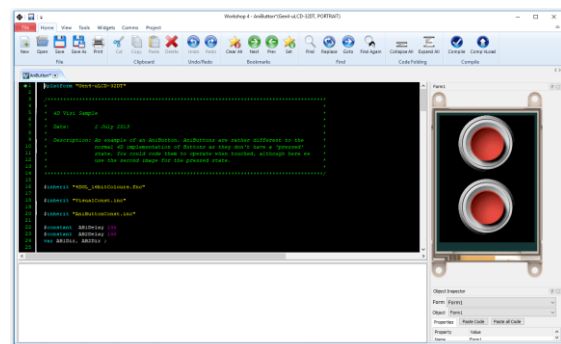 Workshop 4 - AniButton*(Gen4-uLCD-32DT, PORTRAIT)
File Home View Tools Widgets Comms Project
New Open Save Save As Print Cut Copy Paste Delete Undo Redo Clear All Next Prev Set Find Replace Goto Find Again Collapse All Expand All Compile Comp'nLoad
File Clipboard Undo/Redo Bookmarks Find Code Folding Compile
AniButton*
Form1
#platform "Gen4-uLCD-32DT"
4D Visi Sample
Date: 2 July 2013
Description: An example of an AniButton, AniButtons are rather different to the
normal 4D implementation of Buttons as they don't have a 'pressed'
state. You could code them to operate when touched, although here we
use the second image for the pressed state.
#inherit "4DGL_16bitColours.fnc"
#inherit "VisualConst.inc"
#inherit "AniButtonConst.inc"
#constant AB1Delay
#constant AB2Delay
var AB1Dir, AB2Dir ;
Object Inspector
Form Form1
Object Form1
Properties Paste Code Paste all Code
Property Value
Name Form1